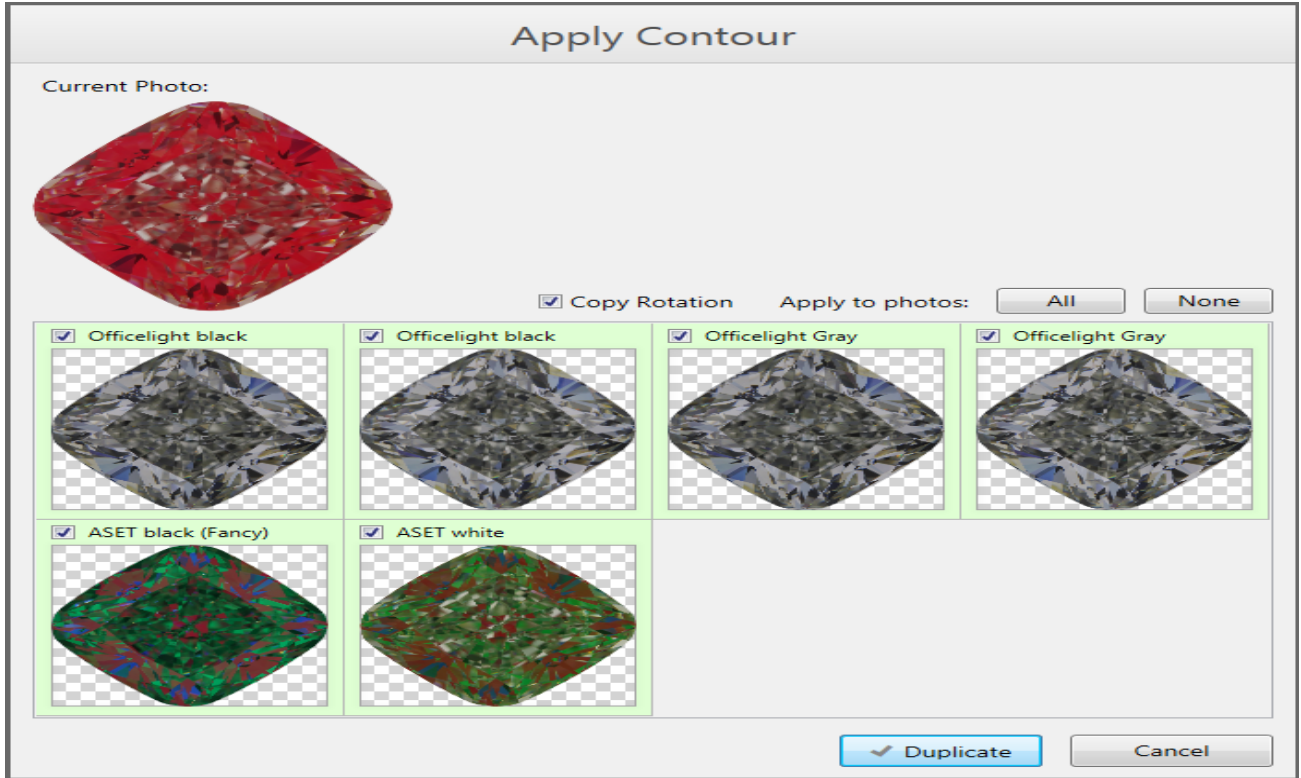 Apply Contour
Current Photo:
Copy Rotation Apply to photos: All None
Officelight black Officelight black Officelight Gray Officelight Gray
ASET black (Fancy) ASET white
Duplicate Cancel